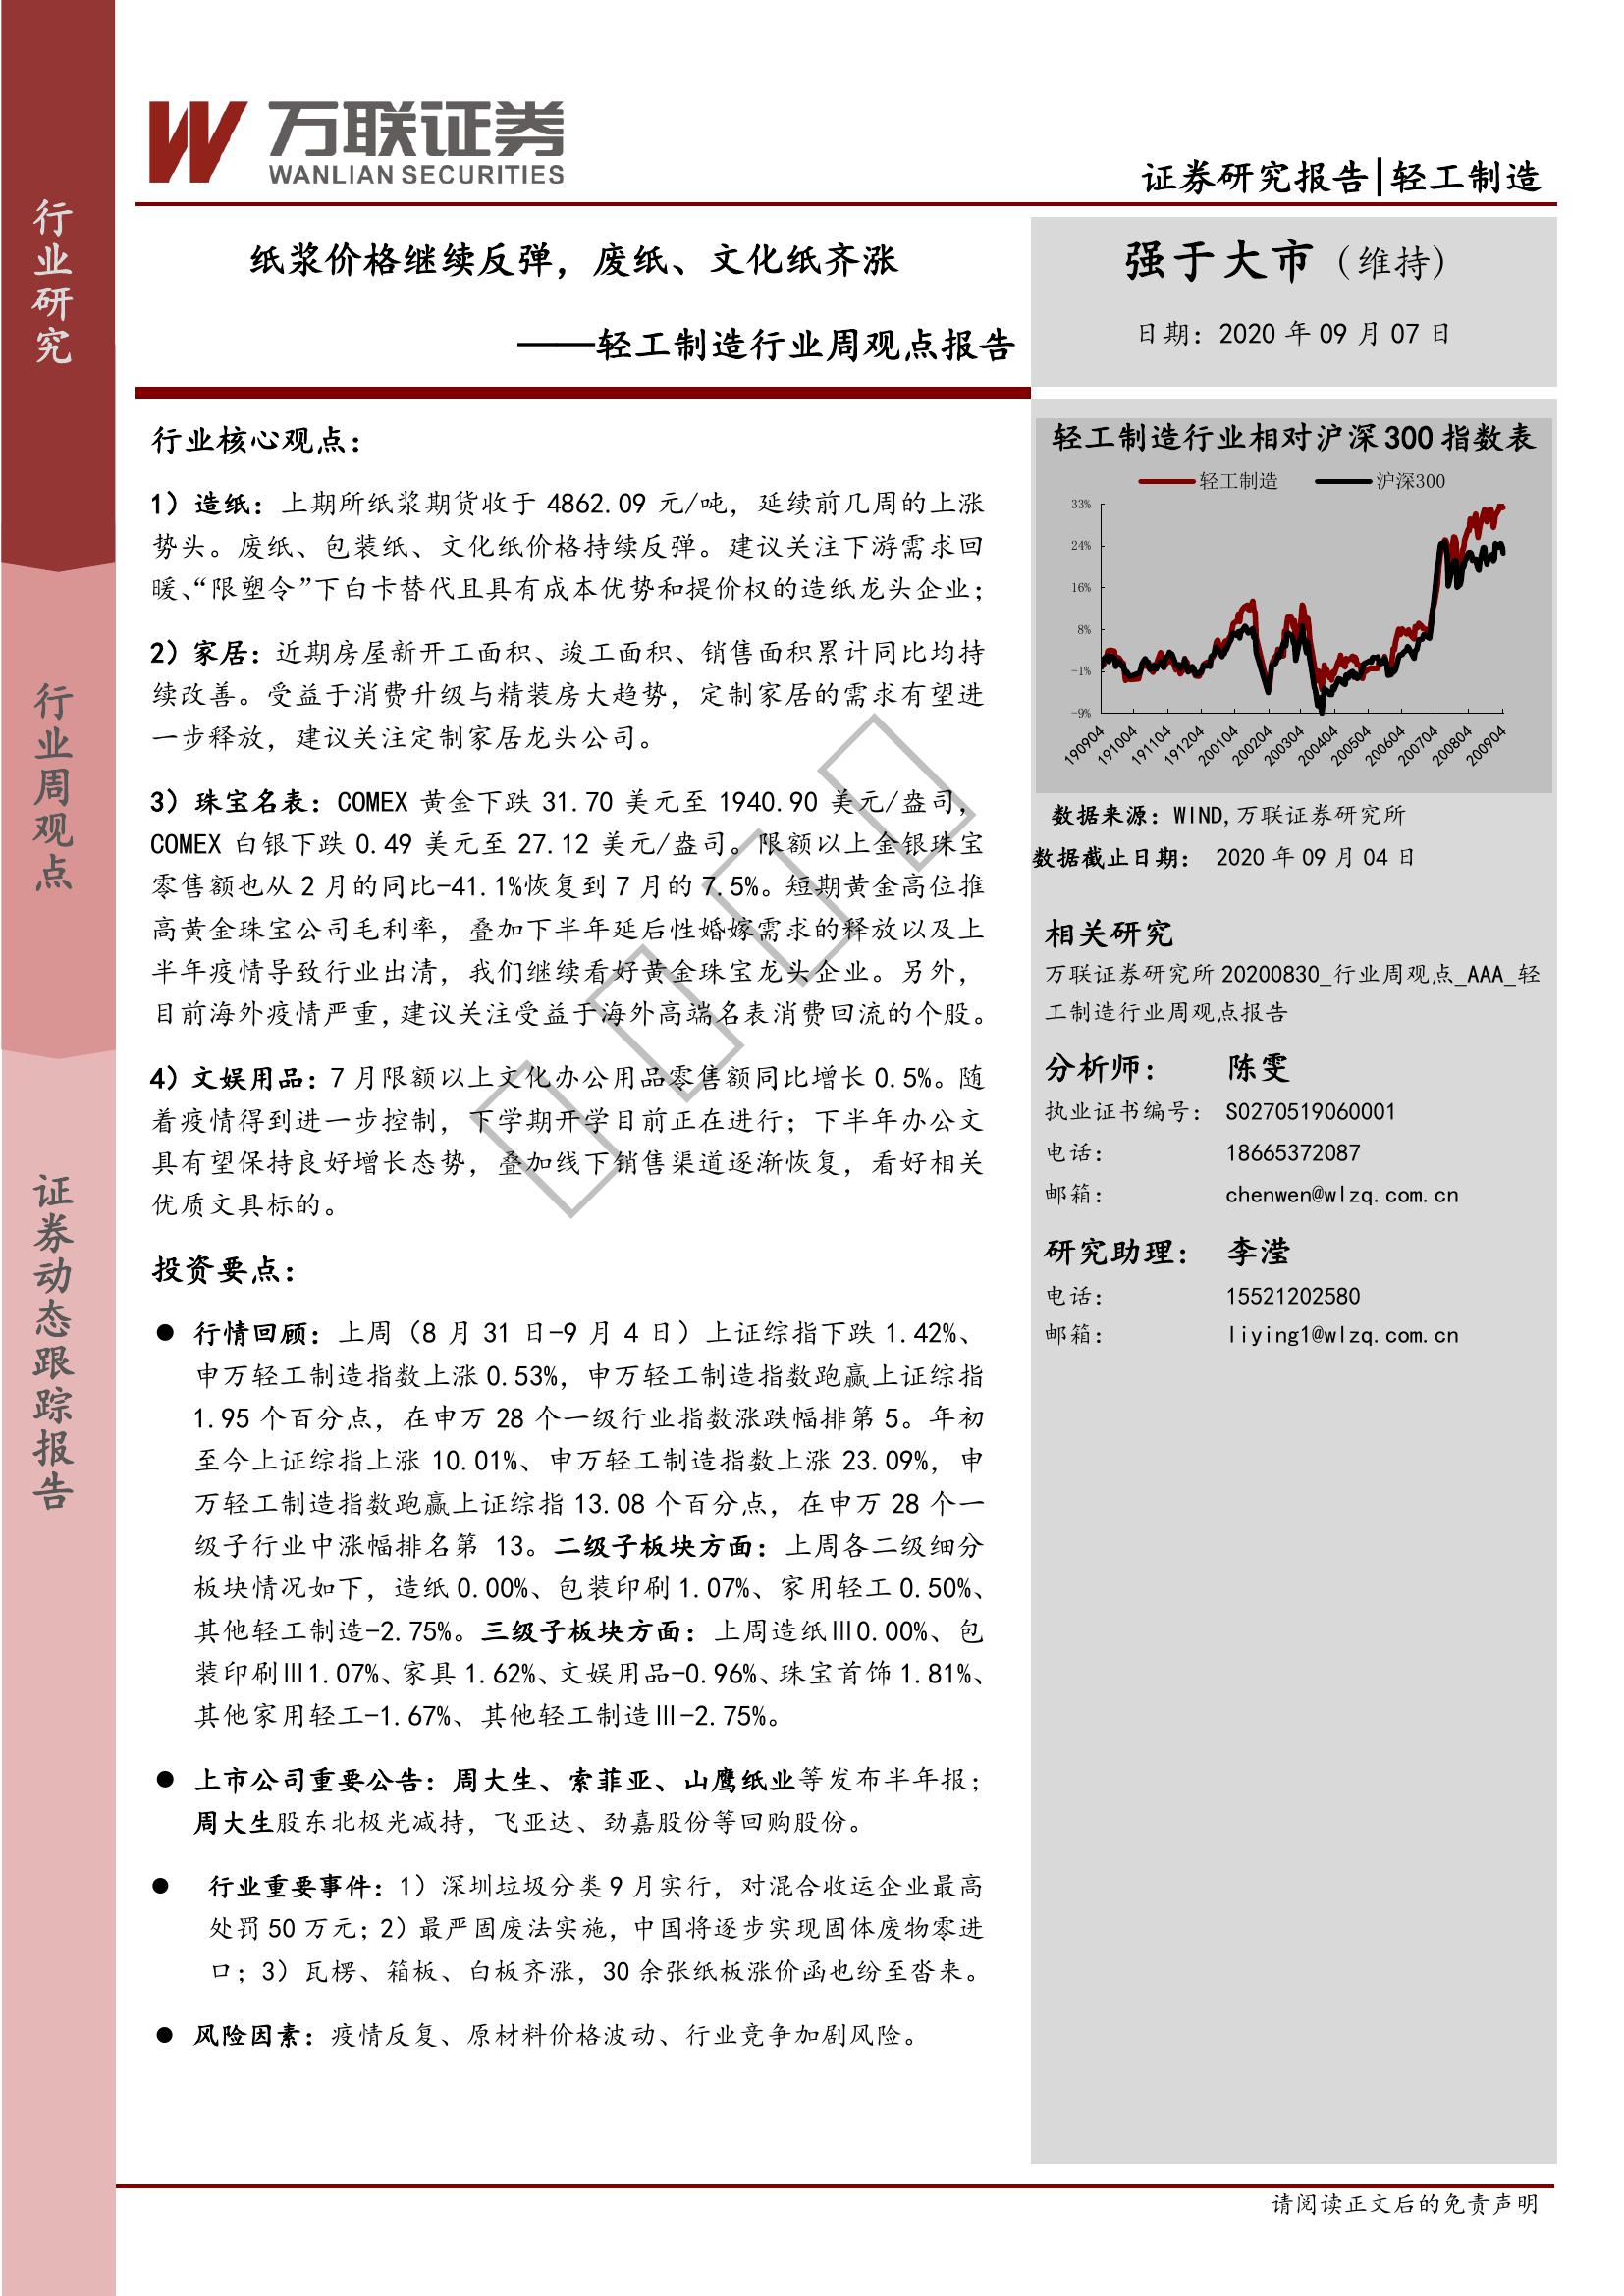 行业研究
行业周观点
证券动态跟踪报告
万联证券
WANLIAN SECURITIES
证券研究报告|轻工制造
纸浆价格继续反弹，废纸、文化纸齐涨
——轻工制造行业周观点报告
强于大市（维持）
日期：2020 年 09 月 07 日
行业核心观点：
1）造纸：上期所纸浆期货收于 4862.09 元/吨，延续前几周的上涨
势头。废纸、包装纸、文化纸价格持续反弹。建议关注下游需求回
暖、“限塑令”下白卡替代且具有成本优势和提价权的造纸龙头企业；
2）家居：近期房屋新开工面积、竣工面积、销售面积累计同比均持
续改善。受益于消费升级与精装房大趋势，定制家居的需求有望进
一步释放，建议关注定制家居龙头公司。
3）珠宝名表：COMEX 黄金下跌 31.70 美元至 1940.90 美元/盎司，
COMEX 白银下跌 0.49 美元至 27.12 美元/盎司。限额以上金银珠宝
零售额也从 2 月的同比-41.1%恢复到 7 月的 7.5%。短期黄金高位推
高黄金珠宝公司毛利率，叠加下半年延后性婚嫁需求的释放以及上
半年疫情导致行业出清，我们继续看好黄金珠宝龙头企业。另外，
目前海外疫情严重，建议关注受益于海外高端名表消费回流的个股。
4）文娱用品：7 月限额以上文化办公用品零售额同比增长 0.5%。随
着疫情得到进一步控制，下学期开学目前正在进行；下半年办公文
具有望保持良好增长态势，叠加线下销售渠道逐渐恢复，看好相关
优质文具标的。
投资要点：
● 行情回顾：上周（8 月 31 日-9 月 4 日）上证综指下跌 1.42%、
申万轻工制造指数上涨 0.53%，申万轻工制造指数跑赢上证综指
1.95 个百分点，在申万 28 个一级行业指数涨跌幅排第 5。年初
至今上证综指上涨 10.01%、申万轻工制造指数上涨 23.09%，申
万轻工制造指数跑赢上证综指 13.08 个百分点，在申万 28 个一
级子行业中涨幅排名第 13。二级子板块方面：上周各二级细分
板块情况如下，造纸 0.00%、包装印刷 1.07%、家用轻工 0.50%、
其他轻工制造-2.75%。三级子板块方面：上周造纸Ⅲ0.00%、包
装印刷Ⅲ1.07%、家具 1.62%、文娱用品-0.96%、珠宝首饰 1.81%、
其他家用轻工-1.67%、其他轻工制造Ⅲ-2.75%。
● 上市公司重要公告：周大生、索菲亚、山鹰纸业等发布半年报；
周大生股东北极光减持，飞亚达、劲嘉股份等回购股份。
● 行业重要事件：1）深圳垃圾分类 9 月实行，对混合收运企业最高
处罚 50 万元；2）最严固废法实施，中国将逐步实现固体废物零进
口；3）瓦楞、箱板、白板齐涨，30 余张纸板涨价函也纷至沓来。
● 风险因素：疫情反复、原材料价格波动、行业竞争加剧风险。
轻工制造行业相对沪深 300 指数表
轻工制造 沪深300
33%
24%
16%
8%
-1%
-9%
190904 191004 191104 191204 200104 200204 200304 200404 200504 200604 200704 200804 200904
数据来源：WIND,万联证券研究所
数据截止日期： 2020 年 09 月 04 日
相关研究
万联证券研究所 20200830_行业周观点_AAA_轻
工制造行业周观点报告
分析师： 陈雯
执业证书编号： S0270519060001
电话： 18665372087
邮箱： chenwen@wlzq.com.cn
研究助理： 李滢
电话： 15521202580
邮箱： liying1@wlzq.com.cn
请阅读正文后的免责声明